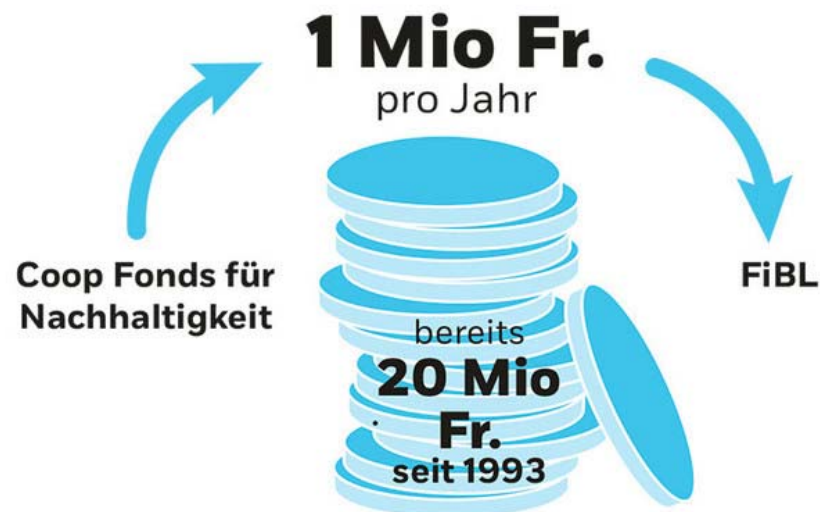 1 Mio Fr.
pro Jahr
Coop Fonds für
Nachhaltigkeit
FiBL
bereits
20 Mio
Fr.
seit 1993